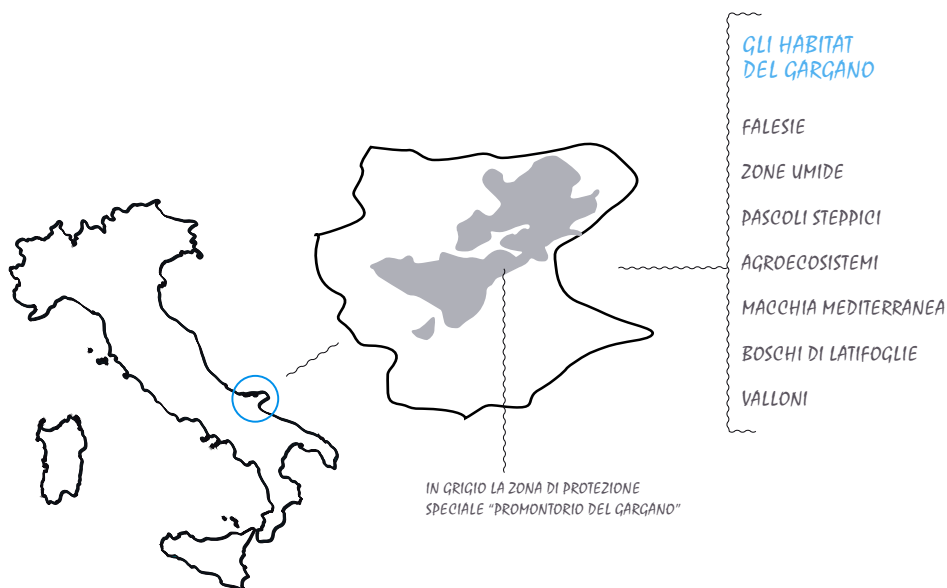 GLI HABITAT
DEL GARGANO
FALESIE
ZONE UMIDE
PASCOLI STEPPICI
AGROECOSISTEMI
MACCHIA MEDITERRANEA
BOSCHI DI LATIFOGLIE
VALLONI
IN GRIGIO LA ZONA DI PROTEZIONE
SPECIALE “PROMONTORIO DEL GARGANO”